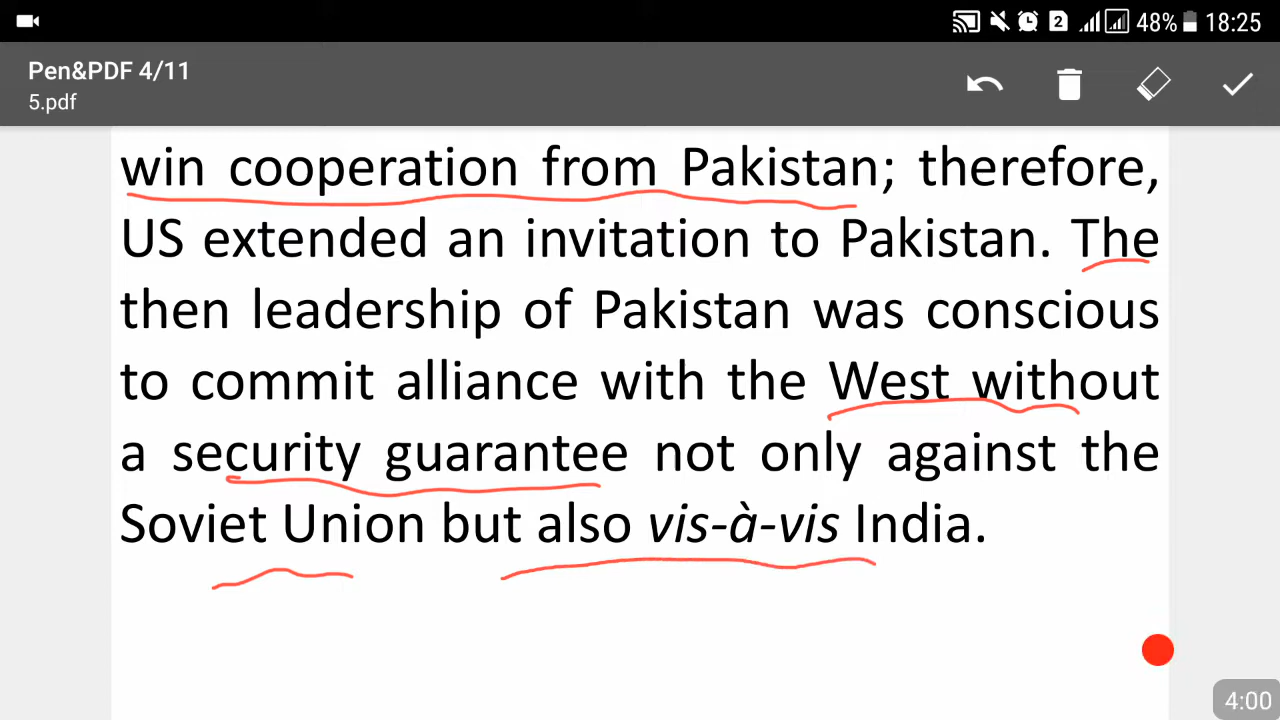 2 48% 18:25
Pen&PDF 4/11
5.pdf
win cooperation from Pakistan; therefore,
US extended an invitation to Pakistan. The
then leadership of Pakistan was conscious
to commit alliance with the West without
a security guarantee not only against the
Soviet Union but also vis-à-vis India.
4:00